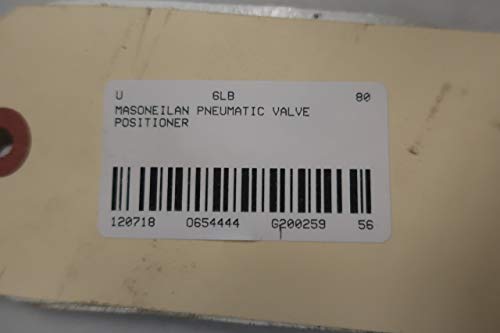 U 6LB 80
MASONEILAN PNEUMATIC VALVE
POSITIONER
120718 0654444 G200259 56